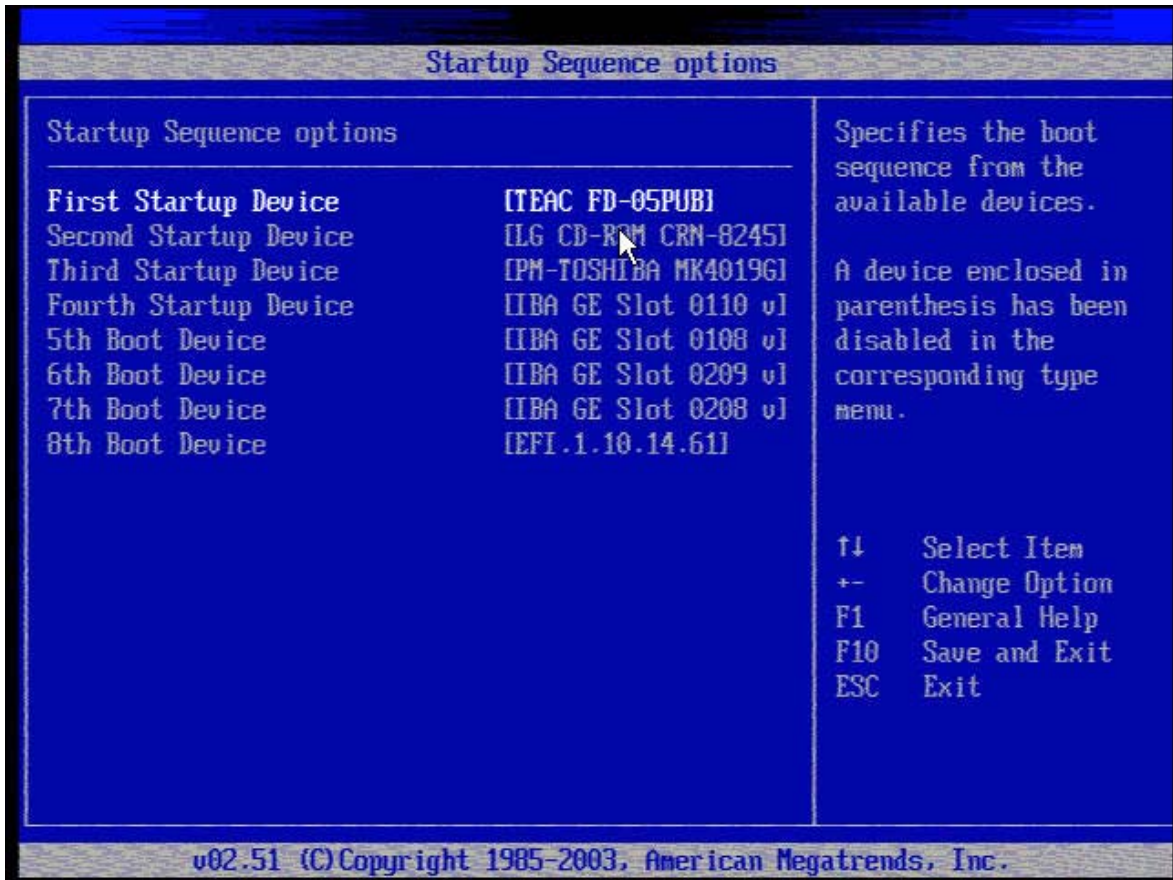 Startup Sequence options
Startup Sequence options
First Startup Device [TEAC FD-05PUB]
Second Startup Device [LG CD-ROM CRN-8245]
Third Startup Device [PM-TOSHIBA MK4019G]
Fourth Startup Device [IBA GE Slot 0110 v]
5th Boot Device [IBA GE Slot 0108 v]
6th Boot Device [IBA GE Slot 0209 v]
7th Boot Device [IBA GE Slot 0208 v]
8th Boot Device [EFI.1.10.14.61]
Specifies the boot
sequence from the
available devices.
A device enclosed in
parenthesis has been
disabled in the
corresponding type
menu.
↑↓ Select Item
+- Change Option
F1 General Help
F10 Save and Exit
ESC Exit
v02.51 (C)Copyright 1985-2003, American Megatrends, Inc.